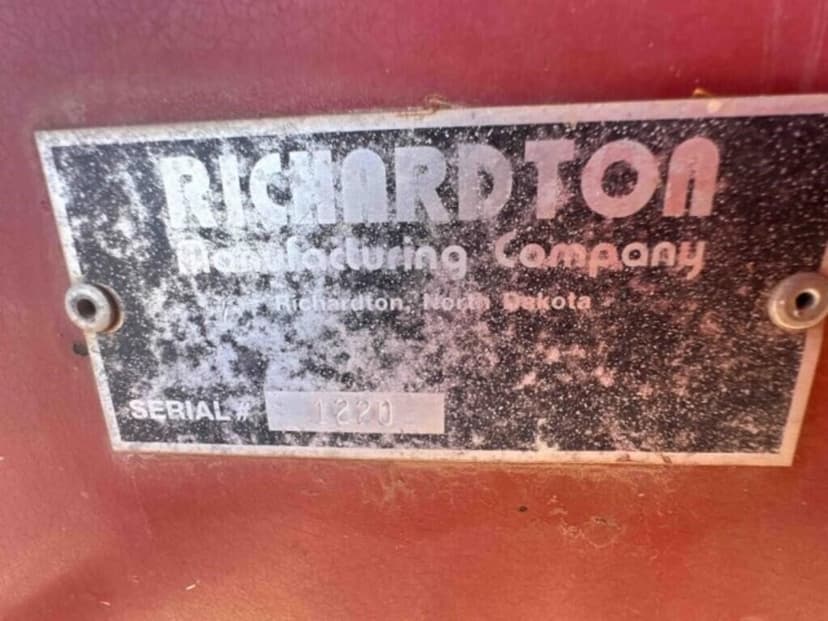 RICHARDTON
Manufacturing Company
Richardton, North Dakota
SERIAL # 1220